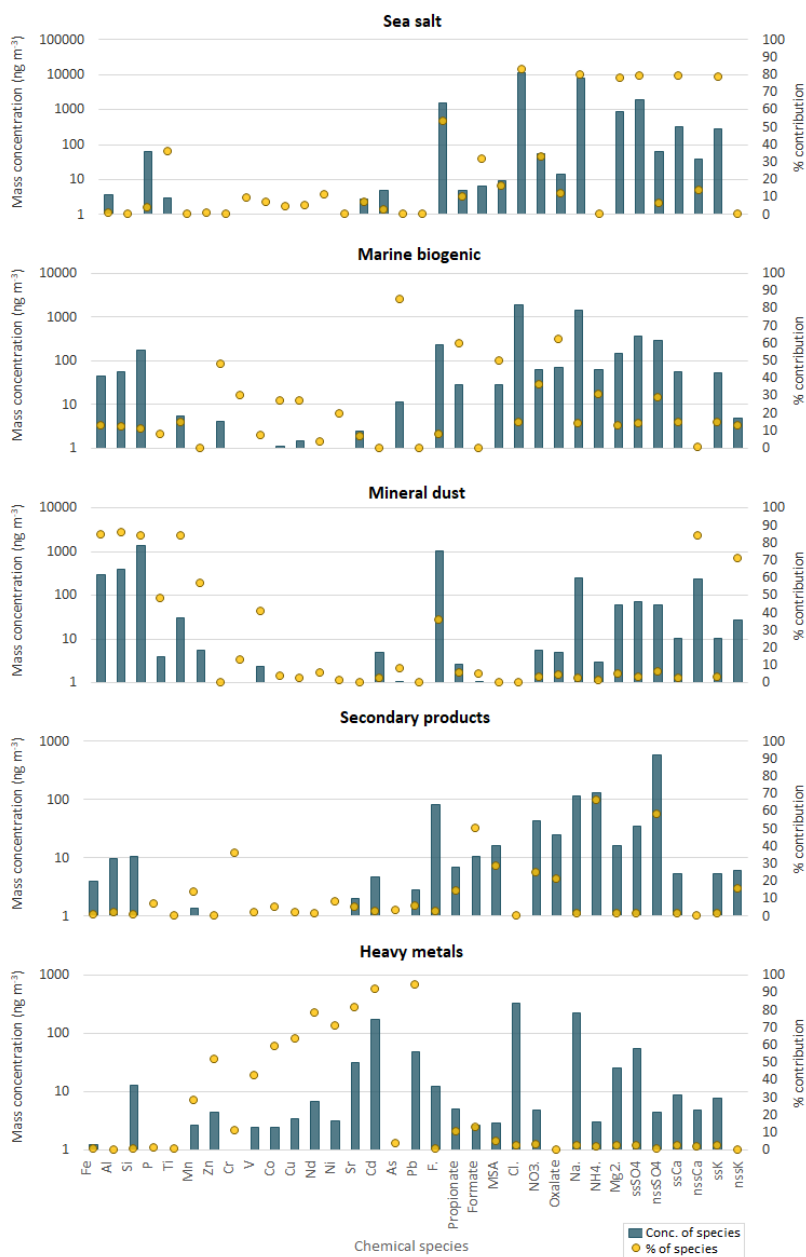 Sea salt
Mass concentration (ng m⁻³)
100000
10000
1000
100
10
1
100
90
80
70
60
50
40
30
20
10
0
% contribution
Marine biogenic
Mass concentration (ng m⁻³)
10000
1000
100
10
1
100
90
80
70
60
50
40
30
20
10
0
% contribution
Mineral dust
Mass concentration (ng m⁻³)
10000
1000
100
10
1
100
90
80
70
60
50
40
30
20
10
0
% contribution
Secondary products
Mass concentration (ng m⁻³)
1000
100
10
1
100
90
80
70
60
50
40
30
20
10
0
% contribution
Heavy metals
Mass concentration (ng m⁻³)
1000
100
10
1
100
90
80
70
60
50
40
30
20
10
0
% contribution
Fe
Al
Si
P
Ti
Mn
Zn
Cr
V
Co
Cu
Nd
Ni
Sr
Cd
As
Pb
F.
Propionate
Formate
MSA
Cl.
NO3.
Oxalate
Na.
NH4.
Mg2.
ssSO4
nssSO4
ssCa
nssCa
ssK
nssK
Chemical species
Conc. of species
% of species